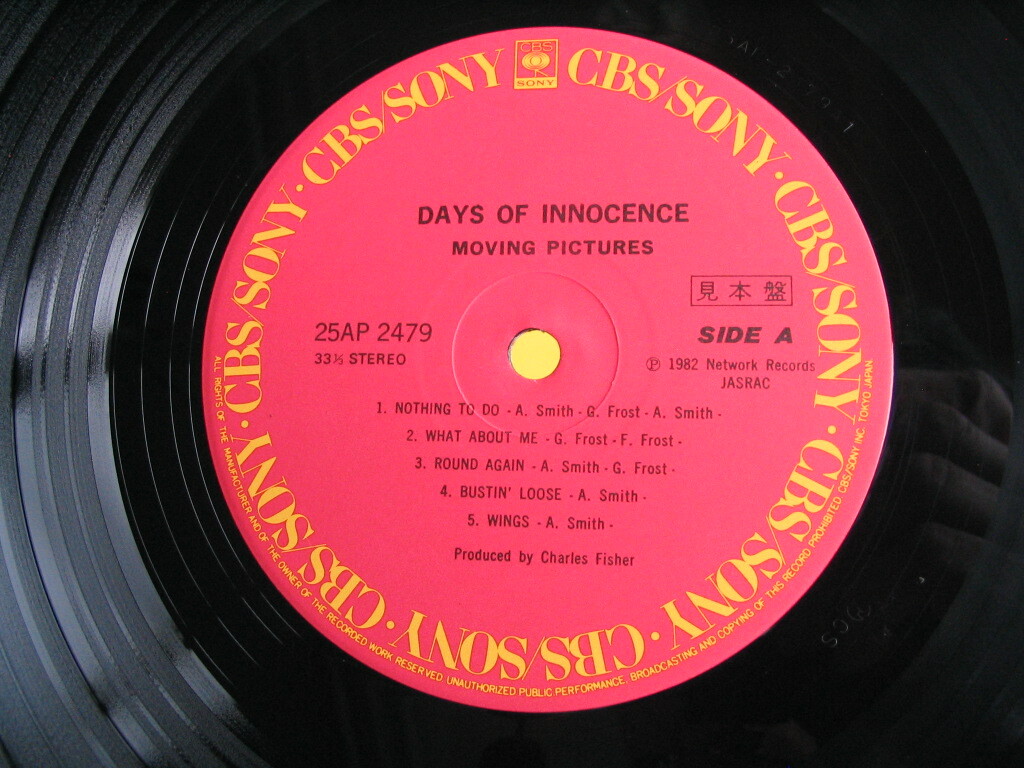 CBS
SONY
CBS/SONY · CBS/SONY · CBS/SONY · CBS/SONY · CBS/SONY · CBS/SONY · CBS/SONY · CBS/SONY
DAYS OF INNOCENCE
MOVING PICTURES
見本盤
25AP 2479
33⅓ STEREO
SIDE A
Ⓟ 1982 Network Records
JASRAC
1. NOTHING TO DO - A. Smith - G. Frost - A. Smith -
2. WHAT ABOUT ME - G. Frost - F. Frost -
3. ROUND AGAIN - A. Smith - G. Frost -
4. BUSTIN' LOOSE - A. Smith -
5. WINGS - A. Smith -
Produced by Charles Fisher
ALL RIGHTS OF THE MANUFACTURER AND OF THE OWNER OF THE RECORDED WORK RESERVED. UNAUTHORIZED PUBLIC PERFORMANCE, BROADCASTING AND COPYING OF THIS RECORD PROHIBITED CBS/SONY INC. TOKYO JAPAN.